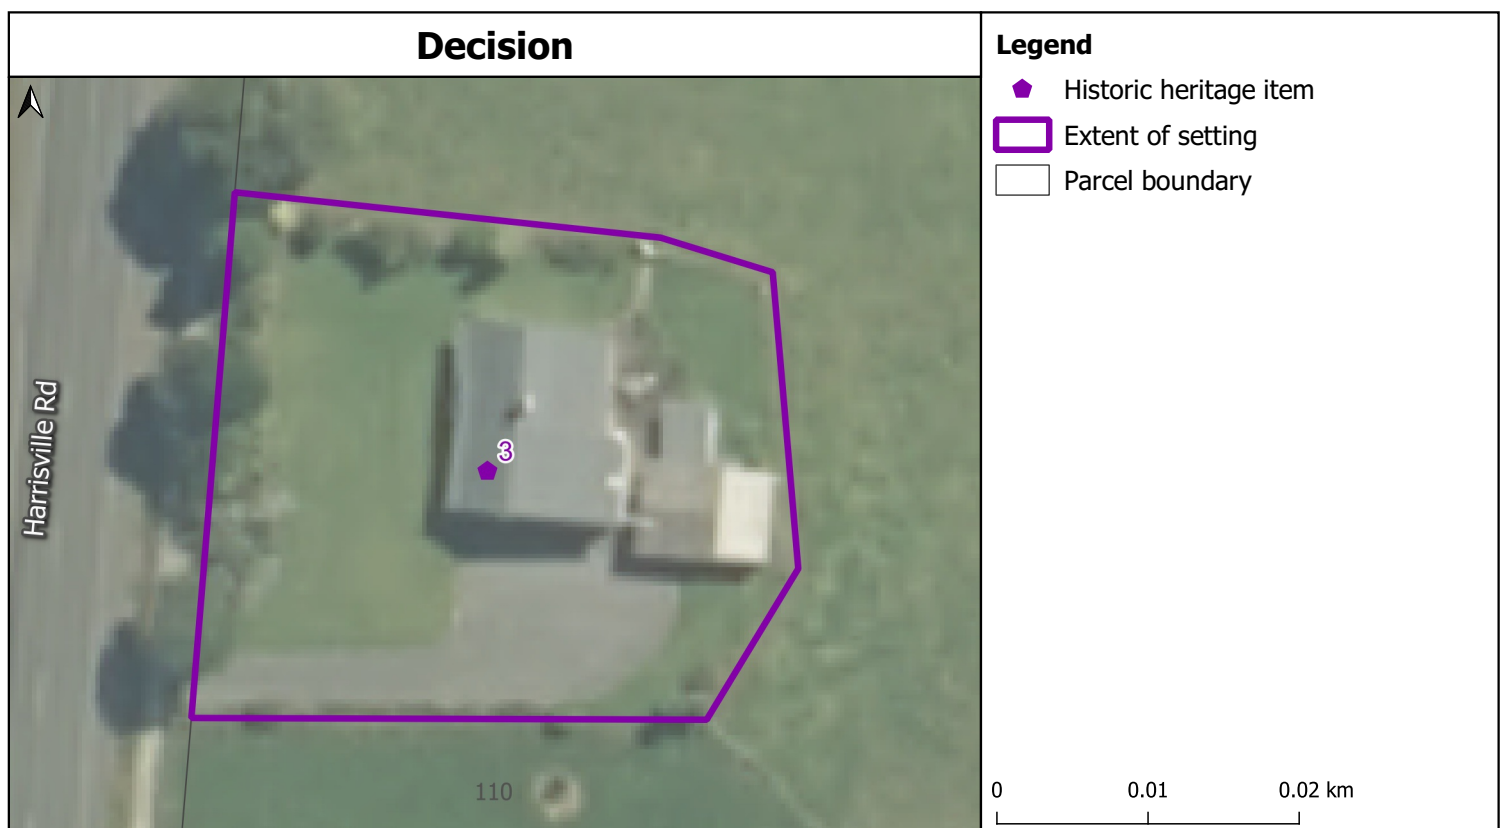 Decision
Legend
Historic heritage item
Extent of setting
Parcel boundary
Harrisville Rd
3
110
0 0.01 0.02 km